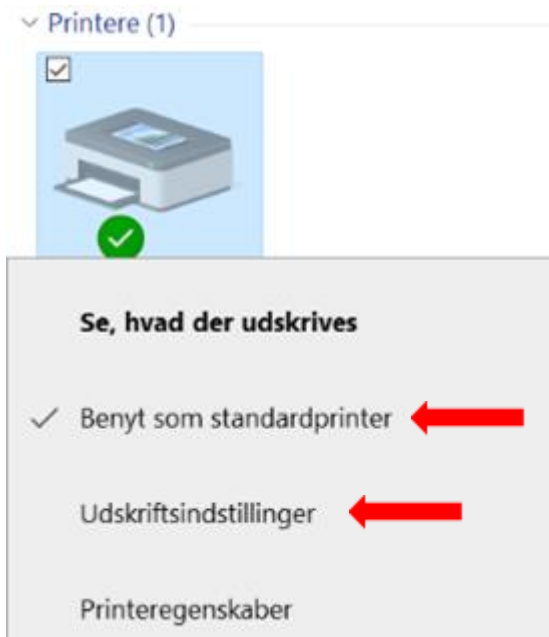 Printere (1)
Se, hvad der udskrives
Benyt som standardprinter
Udskriftsindstillinger
Printeregenskaber